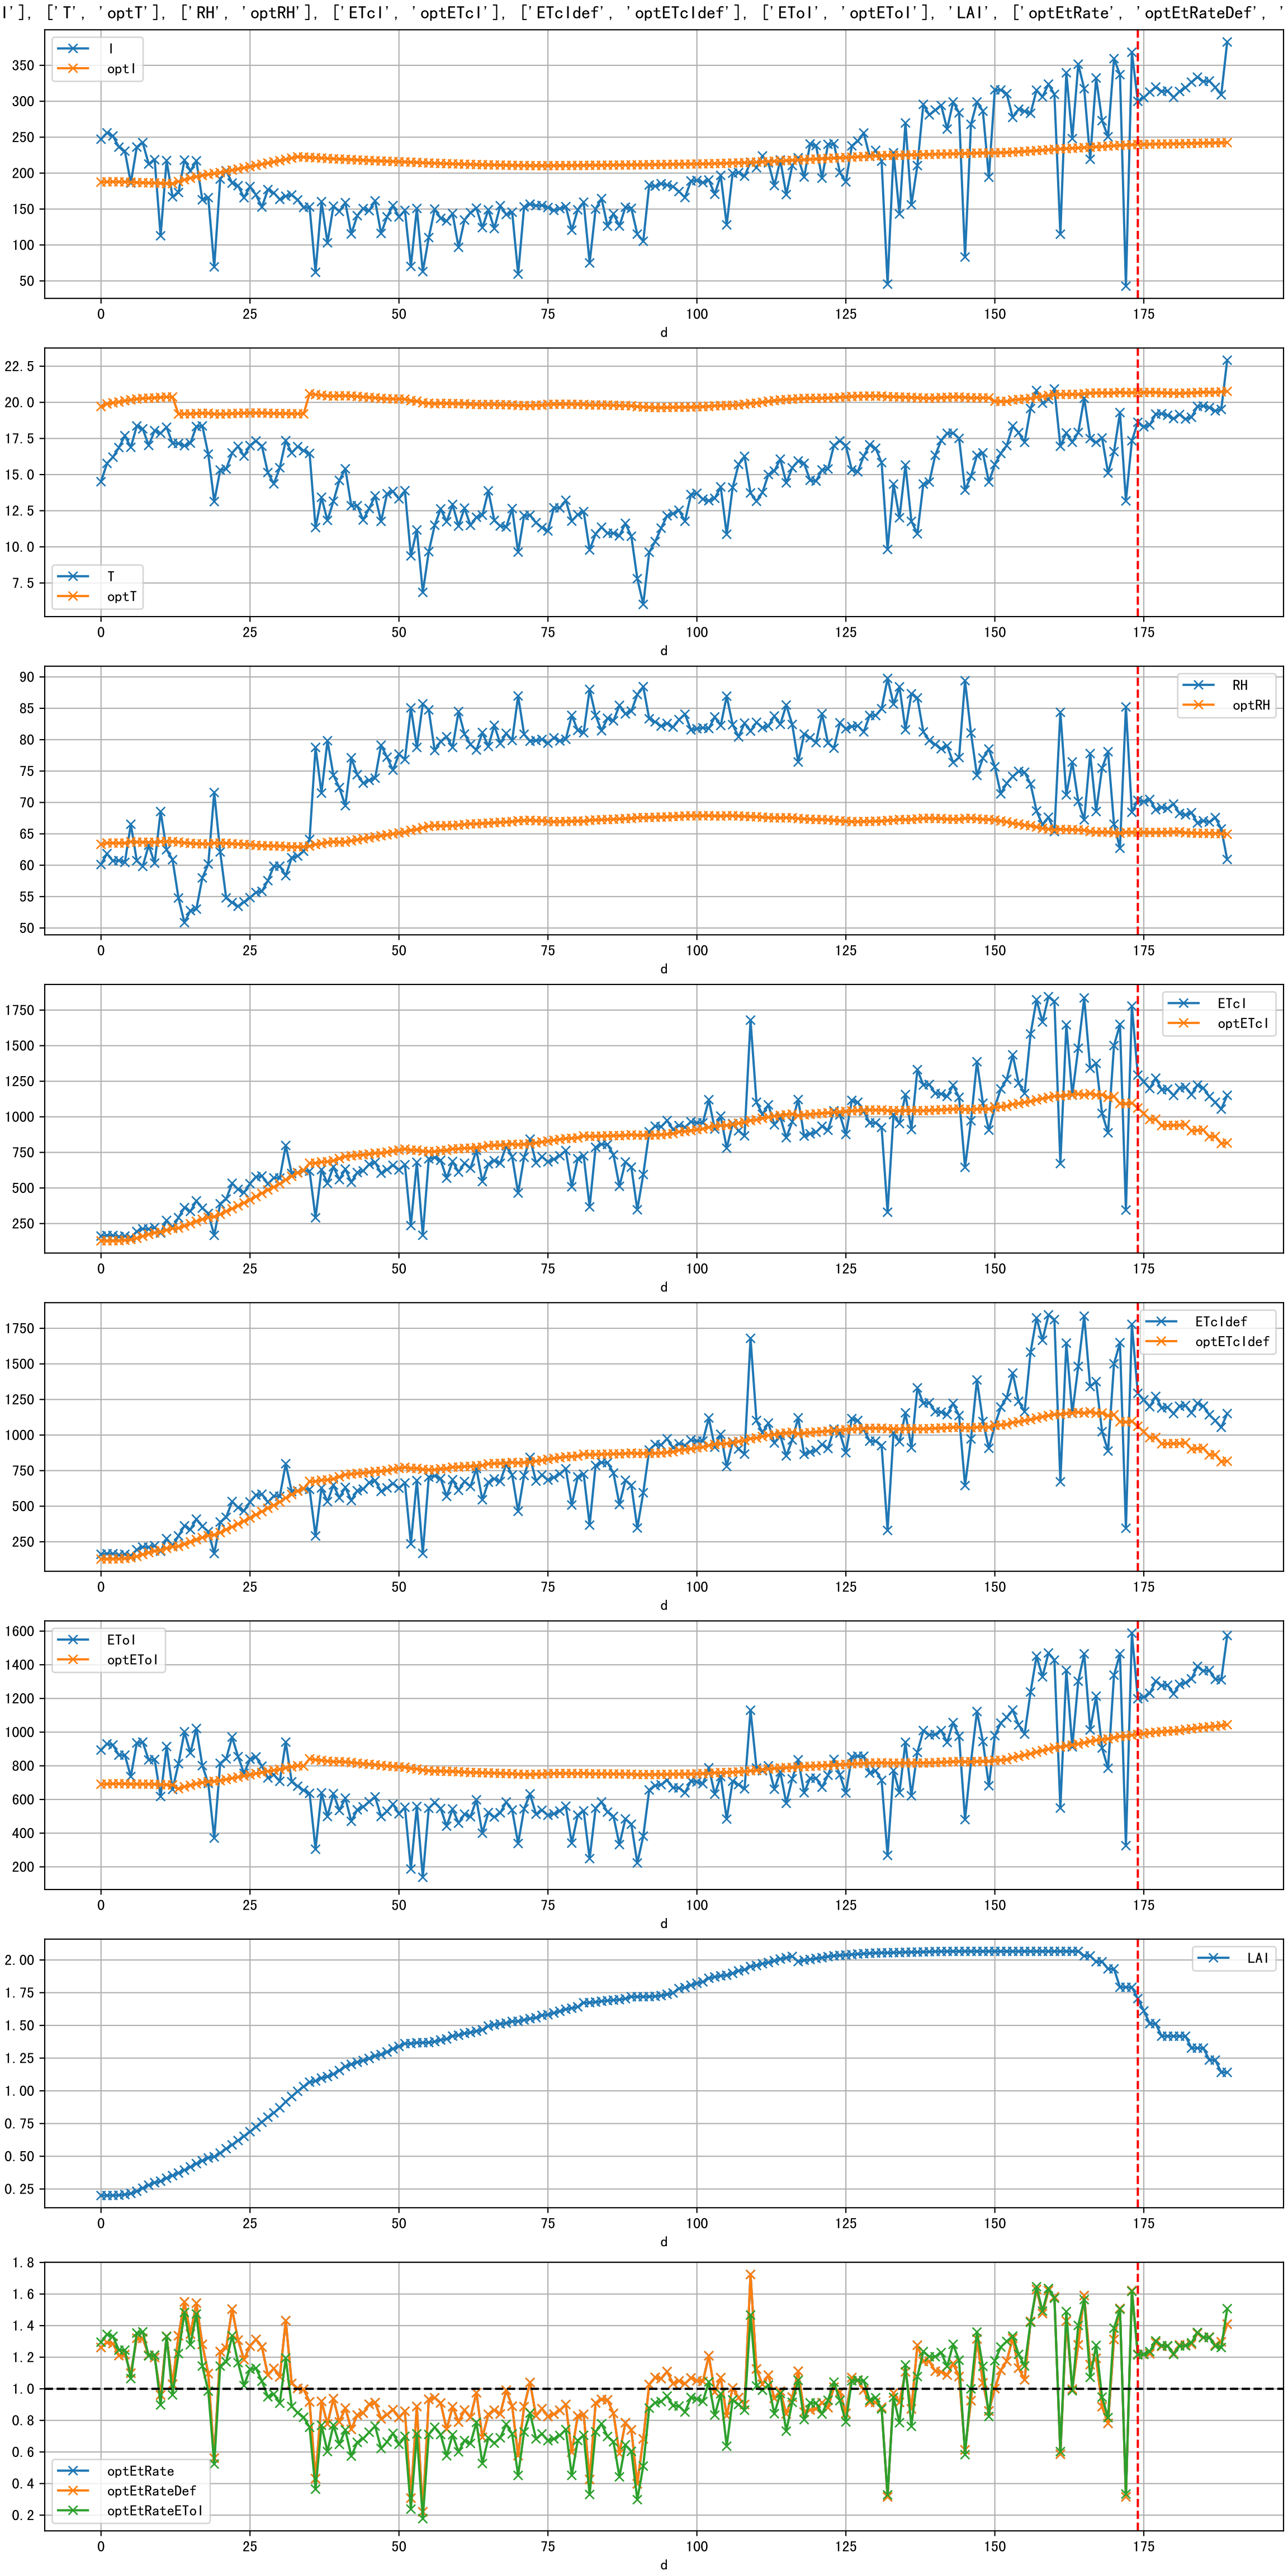 I'], ['T', 'optT'], ['RH', 'optRH'], ['ETcI', 'optETcI'], ['ETcIdef', 'optETcIdef'], ['EToI', 'optEToI'], 'LAI', ['optEtRate', 'optEtRateDef', '
I
optI
350
300
250
200
150
100
50
0 25 50 75 100 125 150 175
d
22.5
20.0
17.5
15.0
12.5
10.0
7.5
T
optT
0 25 50 75 100 125 150 175
d
RH
optRH
90
85
80
75
70
65
60
55
50
0 25 50 75 100 125 150 175
d
ETcI
optETcI
1750
1500
1250
1000
750
500
250
0 25 50 75 100 125 150 175
d
ETcIdef
optETcIdef
1750
1500
1250
1000
750
500
250
0 25 50 75 100 125 150 175
d
EToI
optEToI
1600
1400
1200
1000
800
600
400
200
0 25 50 75 100 125 150 175
d
LAI
2.00
1.75
1.50
1.25
1.00
0.75
0.50
0.25
0 25 50 75 100 125 150 175
d
1.8
1.6
1.4
1.2
1.0
0.8
0.6
0.4
0.2
optEtRate
optEtRateDef
optEtRateEToI
0 25 50 75 100 125 150 175
d